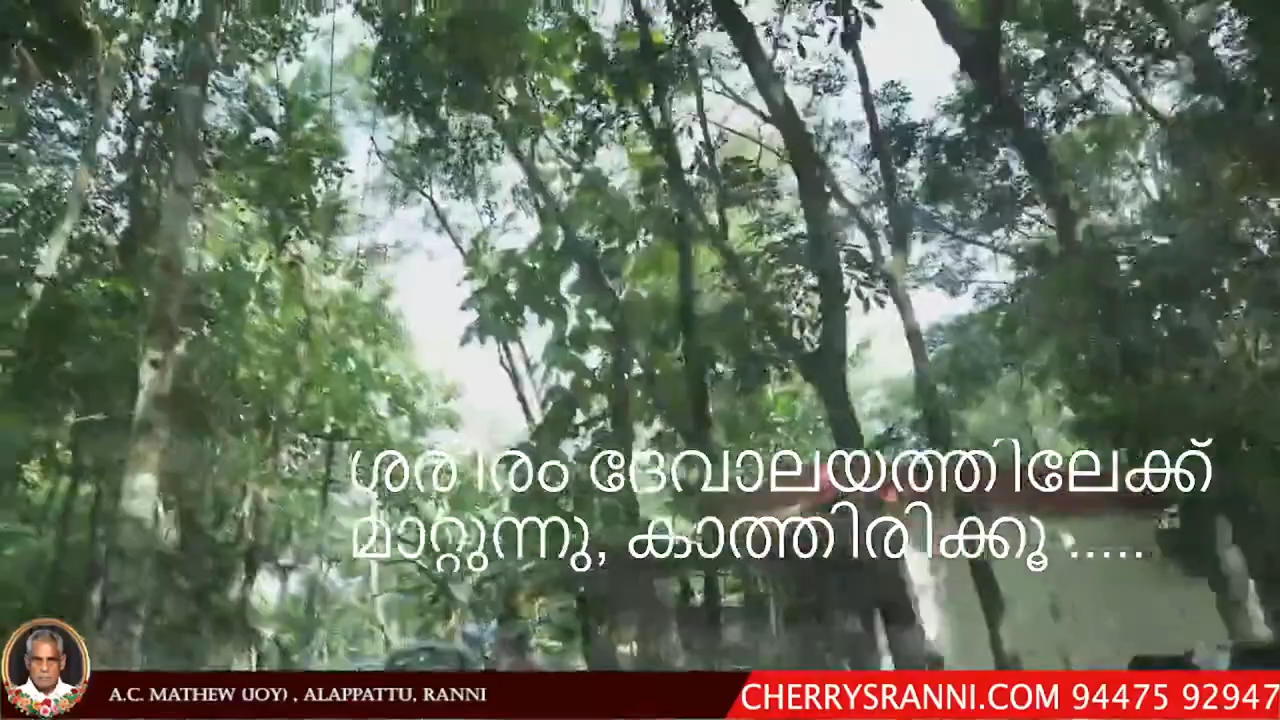 ശരീരം ദേവാലയത്തിലേക്ക്
മാറ്റുന്നു, കാത്തിരിക്കൂ .....
A.C. MATHEW (JOY) , ALAPPATTU, RANNI
CHERRYSRANNI.COM 94475 92947